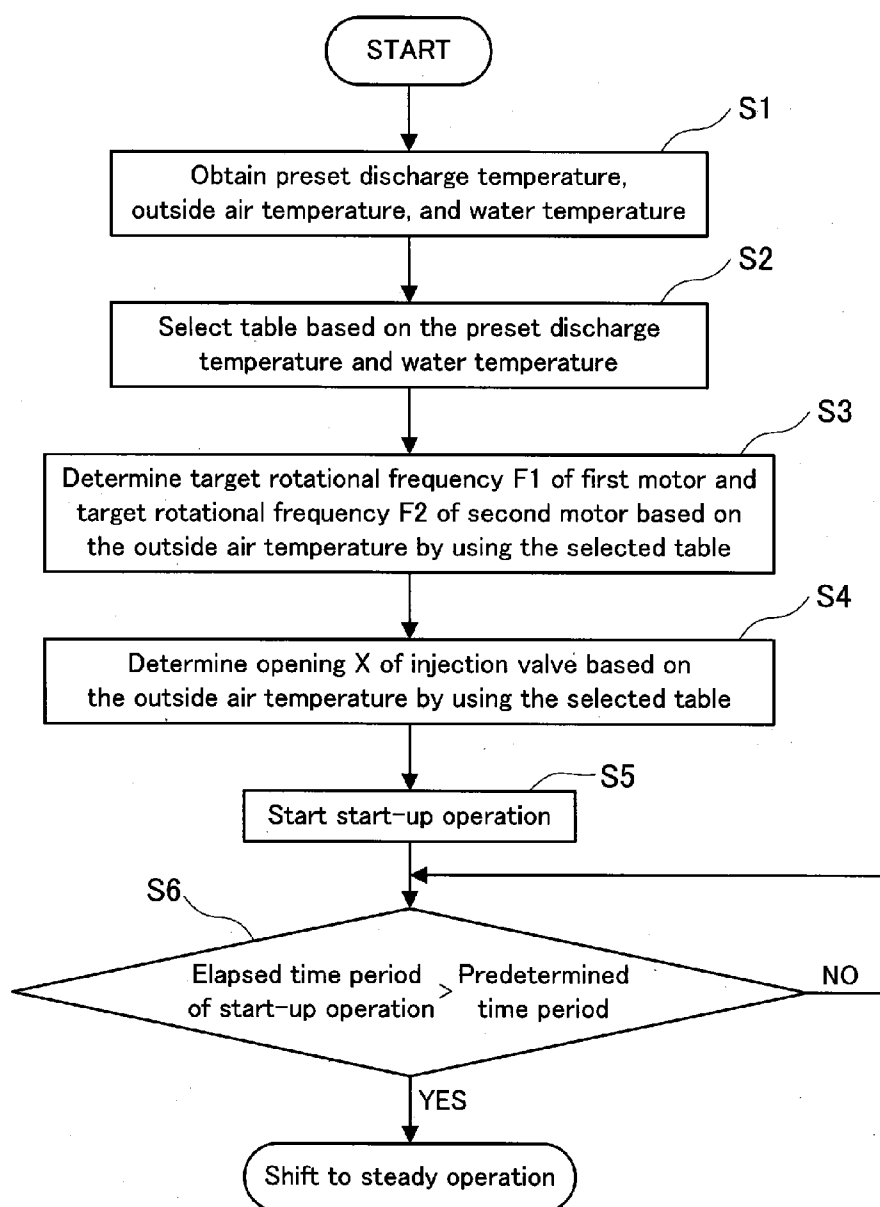 START
S1
Obtain preset discharge temperature,
outside air temperature, and water temperature
S2
Select table based on the preset discharge
temperature and water temperature
S3
Determine target rotational frequency F1 of first motor and
target rotational frequency F2 of second motor based on
the outside air temperature by using the selected table
S4
Determine opening X of injection valve based on
the outside air temperature by using the selected table
S5
Start start-up operation
S6
Elapsed time period > Predetermined
of start-up operation time period
NO
YES
Shift to steady operation